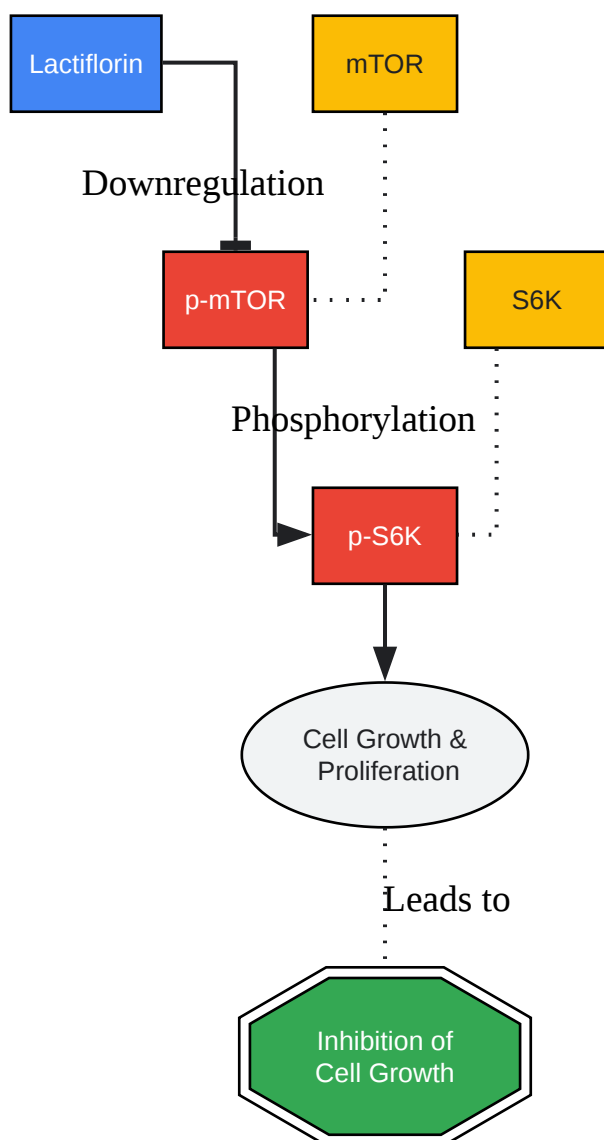 Lactiflorin
mTOR
Downregulation
p-mTOR
S6K
Phosphorylation
p-S6K
Cell Growth &
Proliferation
Leads to
Inhibition of
Cell Growth